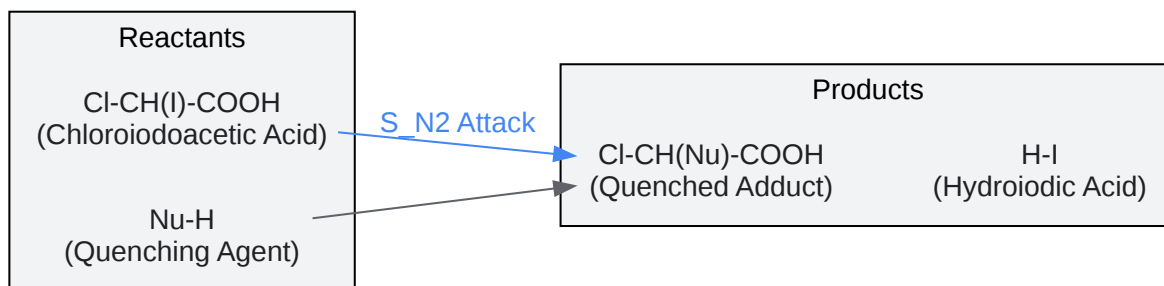 Reactants
Cl-CH(I)-COOH
(Chloroiodoacetic Acid)
Nu-H
(Quenching Agent)
S_N2 Attack
Products
Cl-CH(Nu)-COOH
(Quenched Adduct)
H-I
(Hydroiodic Acid)